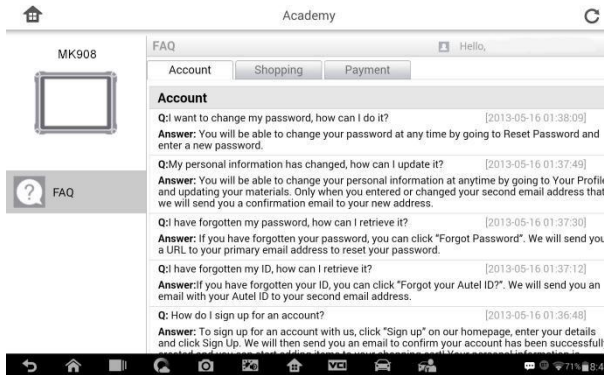 Academy
MK908
FAQ
Hello,
Account
Shopping
Payment
FAQ
Account
Q:I want to change my password, how can I do it? [2013-05-16 01:38:09]
Answer: You will be able to change your password at any time by going to Reset Password and
enter a new password.
Q:My personal information has changed, how can I update it? [2013-05-16 01:37:49]
Answer: You will be able to change your personal information at anytime by going to Your Profile
and updating your materials. Only when you entered or changed your second email address that
we will send you a confirmation email to your new address.
Q:I have forgotten my password, how can I retrieve it? [2013-05-16 01:37:30]
Answer: If you have forgotten your password, you can click "Forgot Password". We will send you
a URL to your primary email address to reset your password.
Q:I have forgotten my ID, how can I retrieve it? [2013-05-16 01:37:12]
Answer:If you have forgotten your ID, you can click "Forgot your Autel ID?". We will send you an
email with your Autel ID to your second email address.
Q: How do I sign up for an account? [2013-05-16 01:36:48]
Answer: To sign up for an account with us, click "Sign up" on our homepage, enter your details
and click Sign Up. We will then send you an email to confirm your account has been successfully
VCI
71%